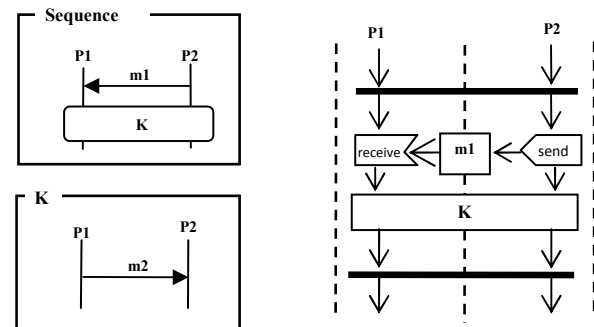 Sequence
P1 P2
m1
K
K
P1 P2
m2
P1 P2
receive m1 send
K